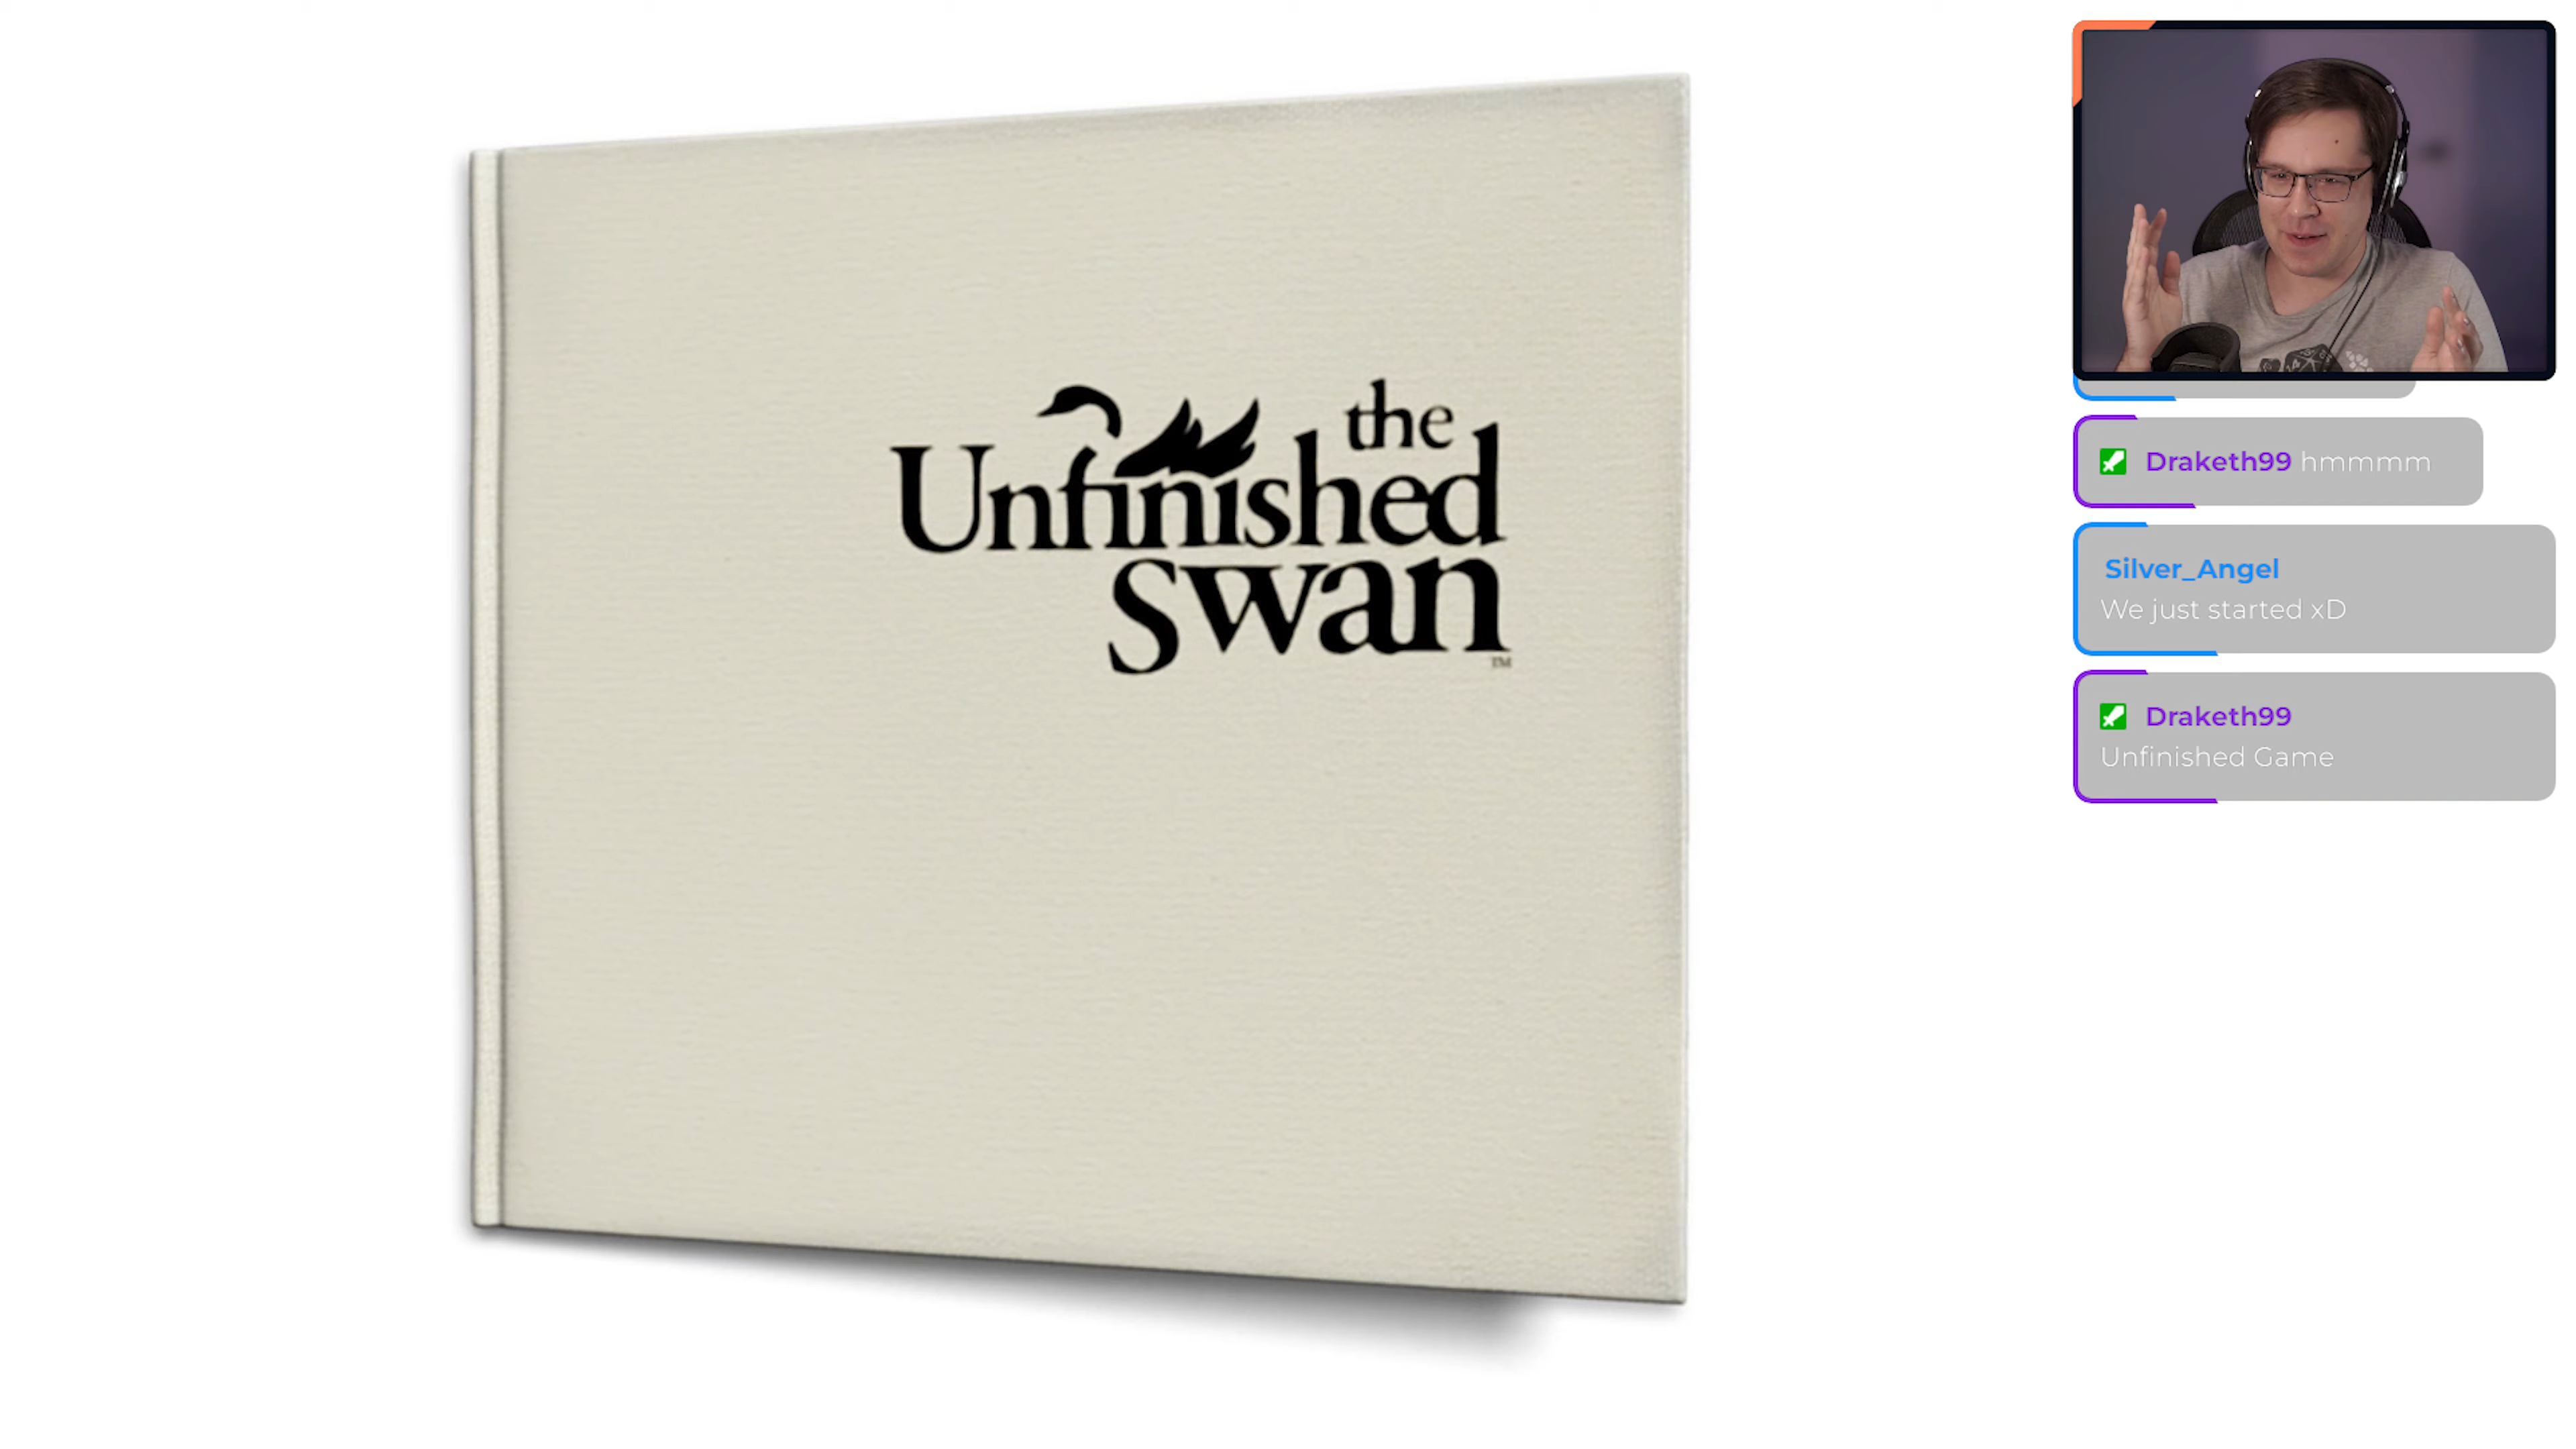 the
Unfinished
swan
TM
Draketh99 hmmmm
Silver_Angel
We just started xD
Draketh99
Unfinished Game